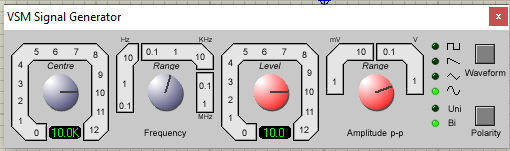 VSM Signal Generator
x
Hz KHz mV V
5 6 7 8 9 10 11 12
4 3 2 1 0
Centre
10.0K
10 1 0.1
0.1 1 10
0.1 1
MHz
Range
Frequency
5 6 7 8 9 10 11 12
4 3 2 1 0
Level
10.0
1 10 0.1 1
Range
Amplitude p-p
Uni
Bi
Waveform
Polarity